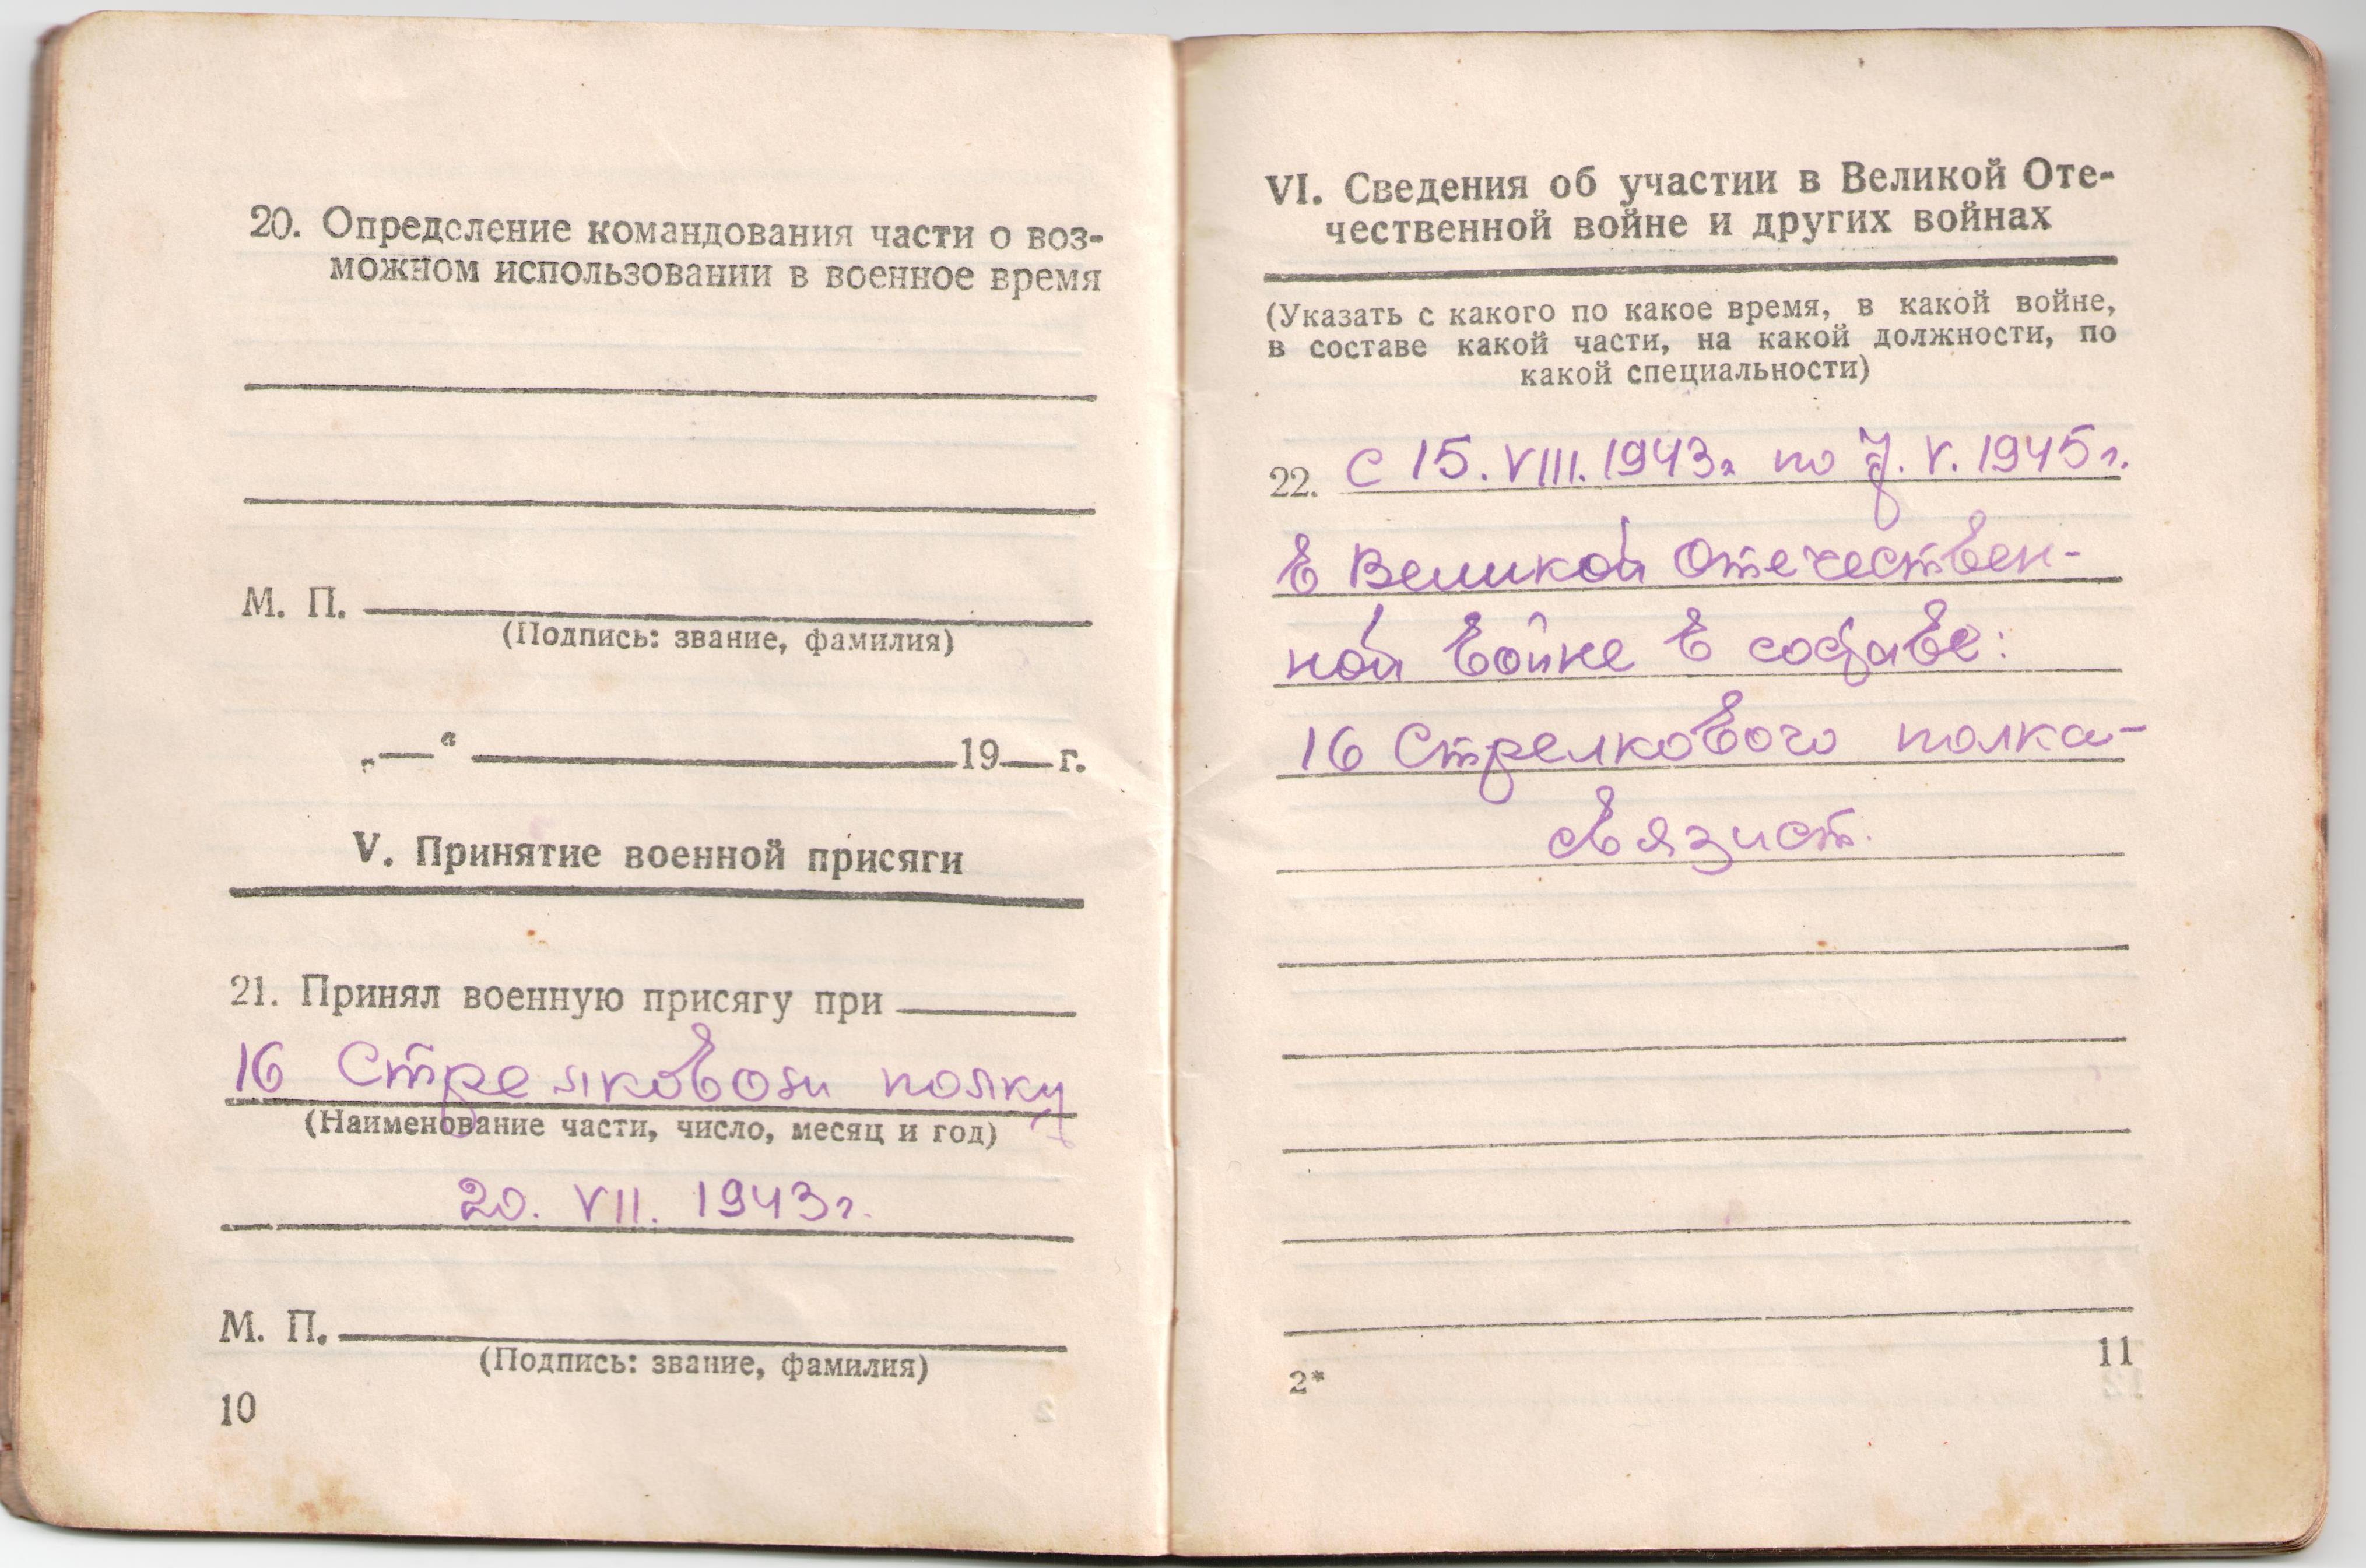 20. Определение командования части о воз-
можном использовании в военное время
М. П.
(Подпись: звание, фамилия)
„—“ 19— г.
V. Принятие военной присяги
21. Принял военную присягу при
16 Стрелковом полку
(Наименование части, число, месяц и год)
20. VII. 1943г.
М. П.
(Подпись: звание, фамилия)
10
VI. Сведения об участии в Великой Оте-
чественной войне и других войнах
(Указать с какого по какое время, в какой войне,
в составе какой части, на какой должности, по
какой специальности)
22. С 15. VIII. 1943г. по 7. V. 1945г.
в Великой Отечествен-
ной войне в составе:
16 Стрелкового полка-
связист.
2*
11